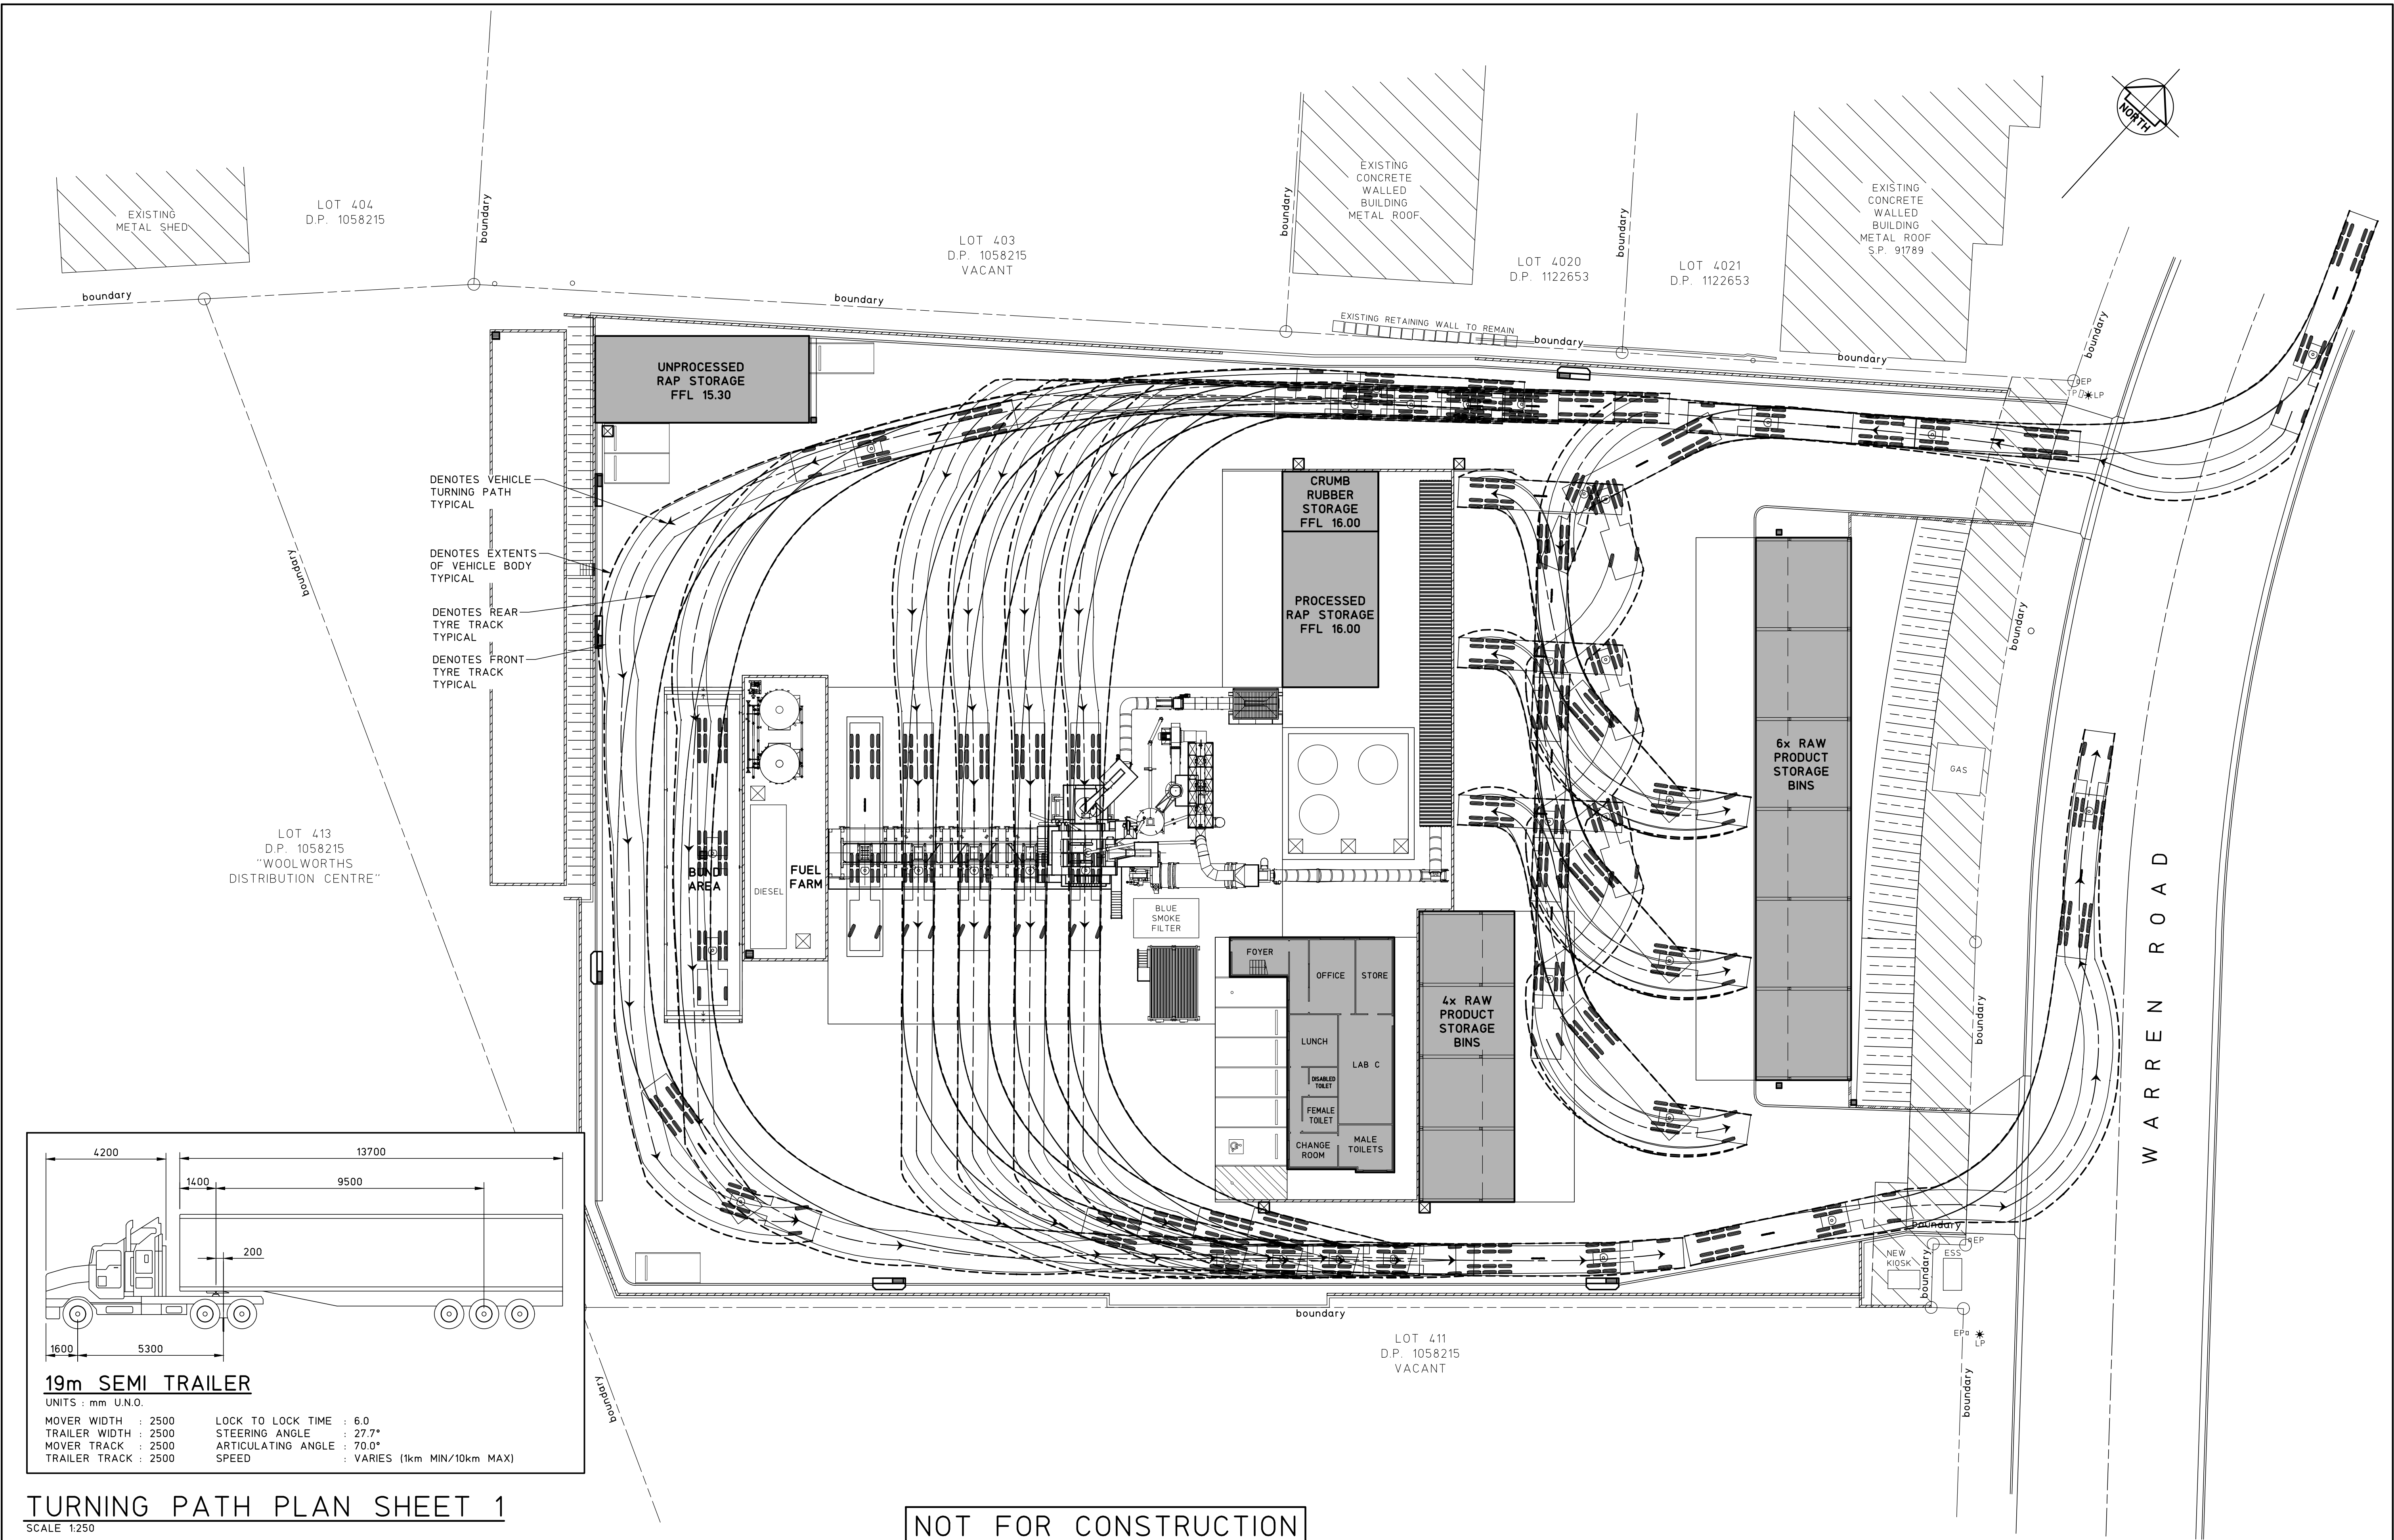 NORTH
EXISTING
METAL SHED
LOT 404
D.P. 1058215
boundary
boundary
LOT 403
D.P. 1058215
VACANT
boundary
boundary
EXISTING
CONCRETE
WALLED
BUILDING
METAL ROOF
LOT 4020
D.P. 1122653
boundary
LOT 4021
D.P. 1122653
EXISTING
CONCRETE
WALLED
BUILDING
METAL ROOF
S.P. 91789
EXISTING RETAINING WALL TO REMAIN
boundary
boundary
boundary
EP
TP
LP
UNPROCESSED
RAP STORAGE
FFL 15.30
DENOTES VEHICLE
TURNING PATH
TYPICAL
DENOTES EXTENTS
OF VEHICLE BODY
TYPICAL
DENOTES REAR
TYRE TRACK
TYPICAL
DENOTES FRONT
TYRE TRACK
TYPICAL
boundary
CRUMB
RUBBER
STORAGE
FFL 16.00
PROCESSED
RAP STORAGE
FFL 16.00
6x RAW
PRODUCT
STORAGE
BINS
GAS
boundary
boundary
WARREN ROAD
LOT 413
D.P. 1058215
"WOOLWORTHS
DISTRIBUTION CENTRE"
BUND
AREA
DIESEL
FUEL
FARM
BLUE
SMOKE
FILTER
FOYER
OFFICE
STORE
LUNCH
LAB C
DISABLED
TOILET
FEMALE
TOILET
CHANGE
ROOM
MALE
TOILETS
4x RAW
PRODUCT
STORAGE
BINS
boundary
EP
NEW
KIOSK
ESS
boundary
EP
LP
boundary
boundary
LOT 411
D.P. 1058215
VACANT
boundary
4200
13700
1400
9500
200
1600
5300
19m SEMI TRAILER
UNITS : mm U.N.O.
MOVER WIDTH : 2500 LOCK TO LOCK TIME : 6.0
TRAILER WIDTH : 2500 STEERING ANGLE : 27.7°
MOVER TRACK : 2500 ARTICULATING ANGLE : 70.0°
TRAILER TRACK : 2500 SPEED : VARIES (1km MIN/10km MAX)
TURNING PATH PLAN SHEET 1
SCALE 1:250
NOT FOR CONSTRUCTION